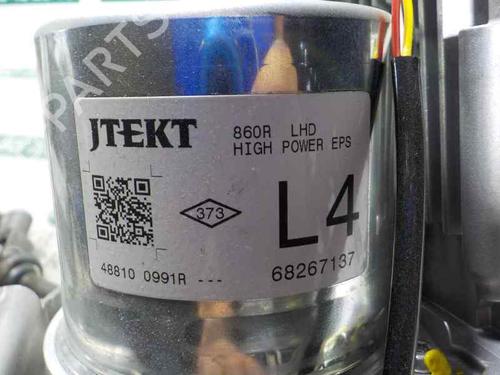 JTEKT
860R LHD
HIGH POWER EPS
373
L4
48810 0991R ---
68267137
B-PARTS